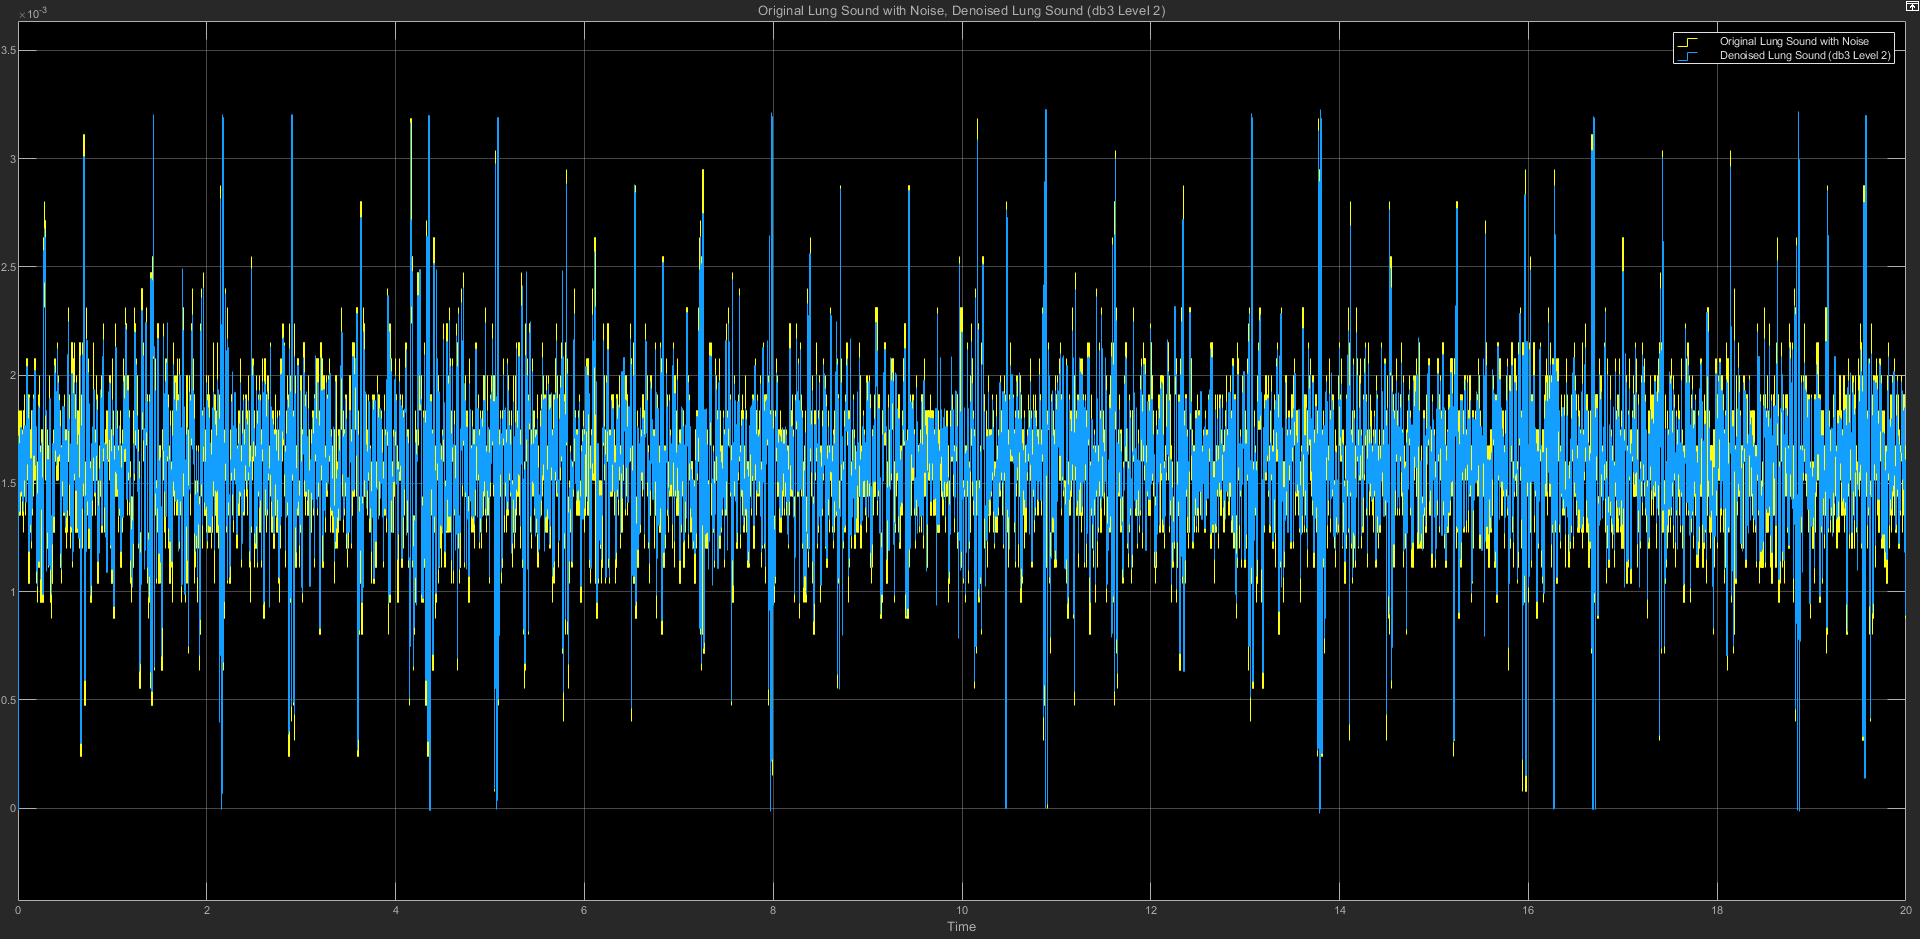 Original Lung Sound with Noise, Denoised Lung Sound (db3 Level 2)
×10-3
Original Lung Sound with Noise
Denoised Lung Sound (db3 Level 2)
3.5
3
2.5
2
1.5
1
0.5
0
0 2 4 6 8 10 12 14 16 18 20
Time